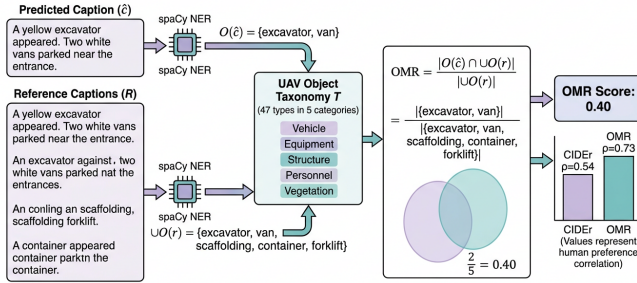 Predicted Caption (ĉ)
A yellow excavator
appeared. Two white
vans parked near the
entrance.
spaCy NER
spaCy NER
O(ĉ) = {excavator, van}
Reference Captions (R)
A yellow excavator
appeared. Two white vans
parked near the entrance.
An excavator against. two
white vans parked nat the
entrances.
An conling an scaffolding,
scaffolding forklift.
A container appeared
container parktn the
container.
spaCy NER
spaCy NER
∪O(r) = {excavator, van,
scaffolding, container, forklift}
UAV Object
Taxonomy T
(47 types in 5 categories)
Vehicle
Equipment
Structure
Personnel
Vegetation
OMR = |O(ĉ) ∩ ∪O(r)| / |∪O(r)|
= |{excavator, van}|
|{excavator, van,
scaffolding, container,
forklift}|
2/5 = 0.40
OMR Score:
0.40
CIDEr
ρ=0.54
OMR
ρ=0.73
CIDEr OMR
(Values represent
human preference
correlation)